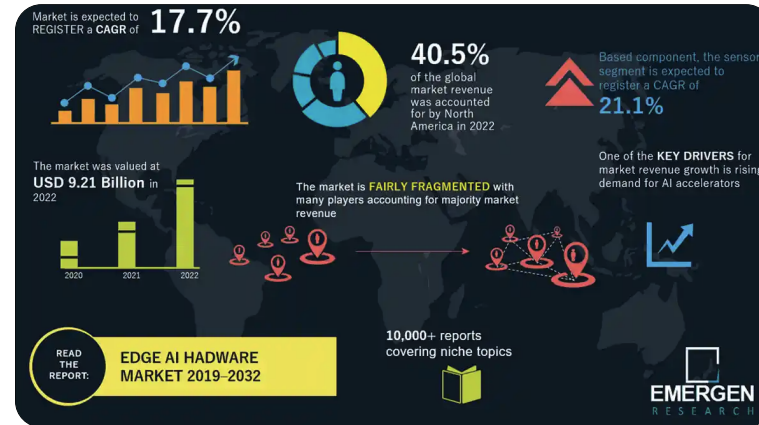 Market is expected to
REGISTER a CAGR of 17.7%
40.5%
of the global
market revenue
was accounted
for by North
America in 2022
Based component, the sensor
segment is expected to
register a CAGR of
21.1%
The market was valued at
USD 9.21 Billion in
2022
2020 2021 2022
The market is FAIRLY FRAGMENTED with
many players accounting for majority market
revenue
One of the KEY DRIVERS for
market revenue growth is rising
demand for AI accelerators
READ
THE
REPORT:
EDGE AI HADWARE
MARKET 2019–2032
10,000+ reports
covering niche topics
EMERGEN
RESEARCH